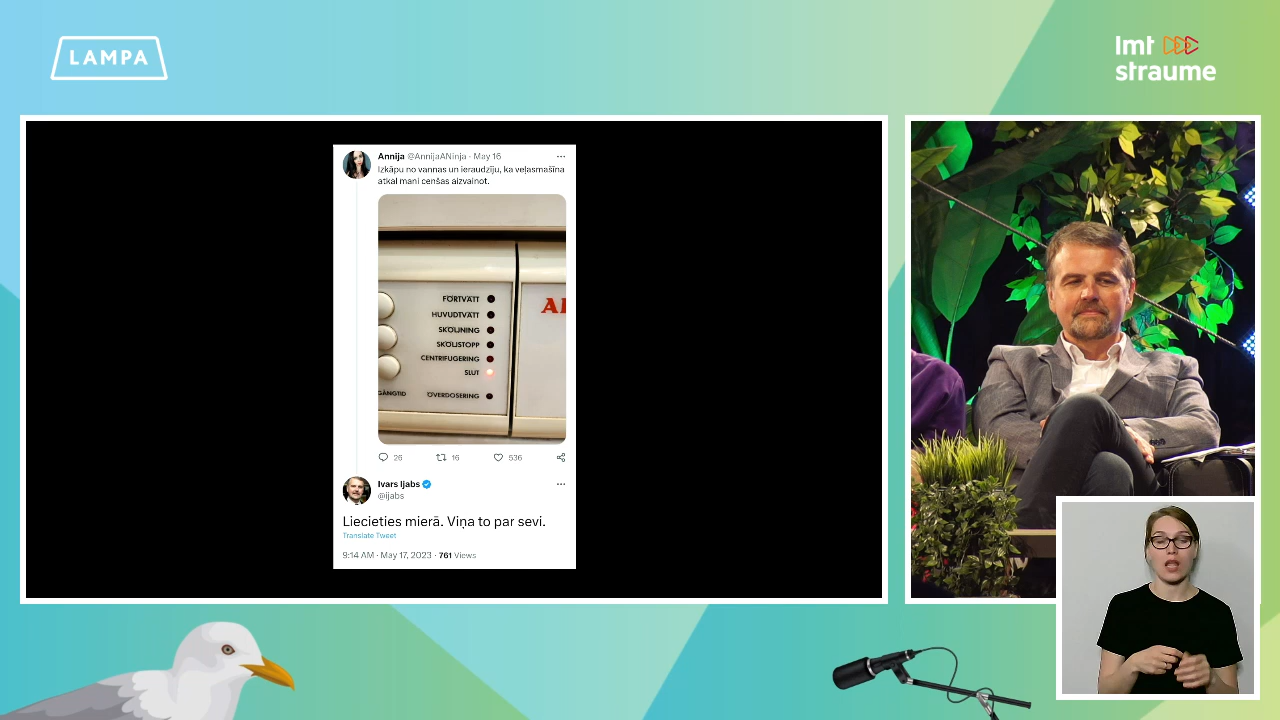 LAMPA
lmt
straume
Annija @AnnijaANinja · May 16
Izkāpu no vannas un ieraudzīju, ka veļasmašīna
atkal mani cenšas aizvainot.
FÖRTVÄTT
HUVUDTVÄTT
SKÖLJNING
SKÖLJSTOPP
CENTRIFUGERING
SLUT
GÅNGTID
ÖVERDOSERING
26 16 536
Ivars Ijabs
@ijabs
Liecieties mierā. Viņa to par sevi.
Translate Tweet
9:14 AM · May 17, 2023 · 761 Views